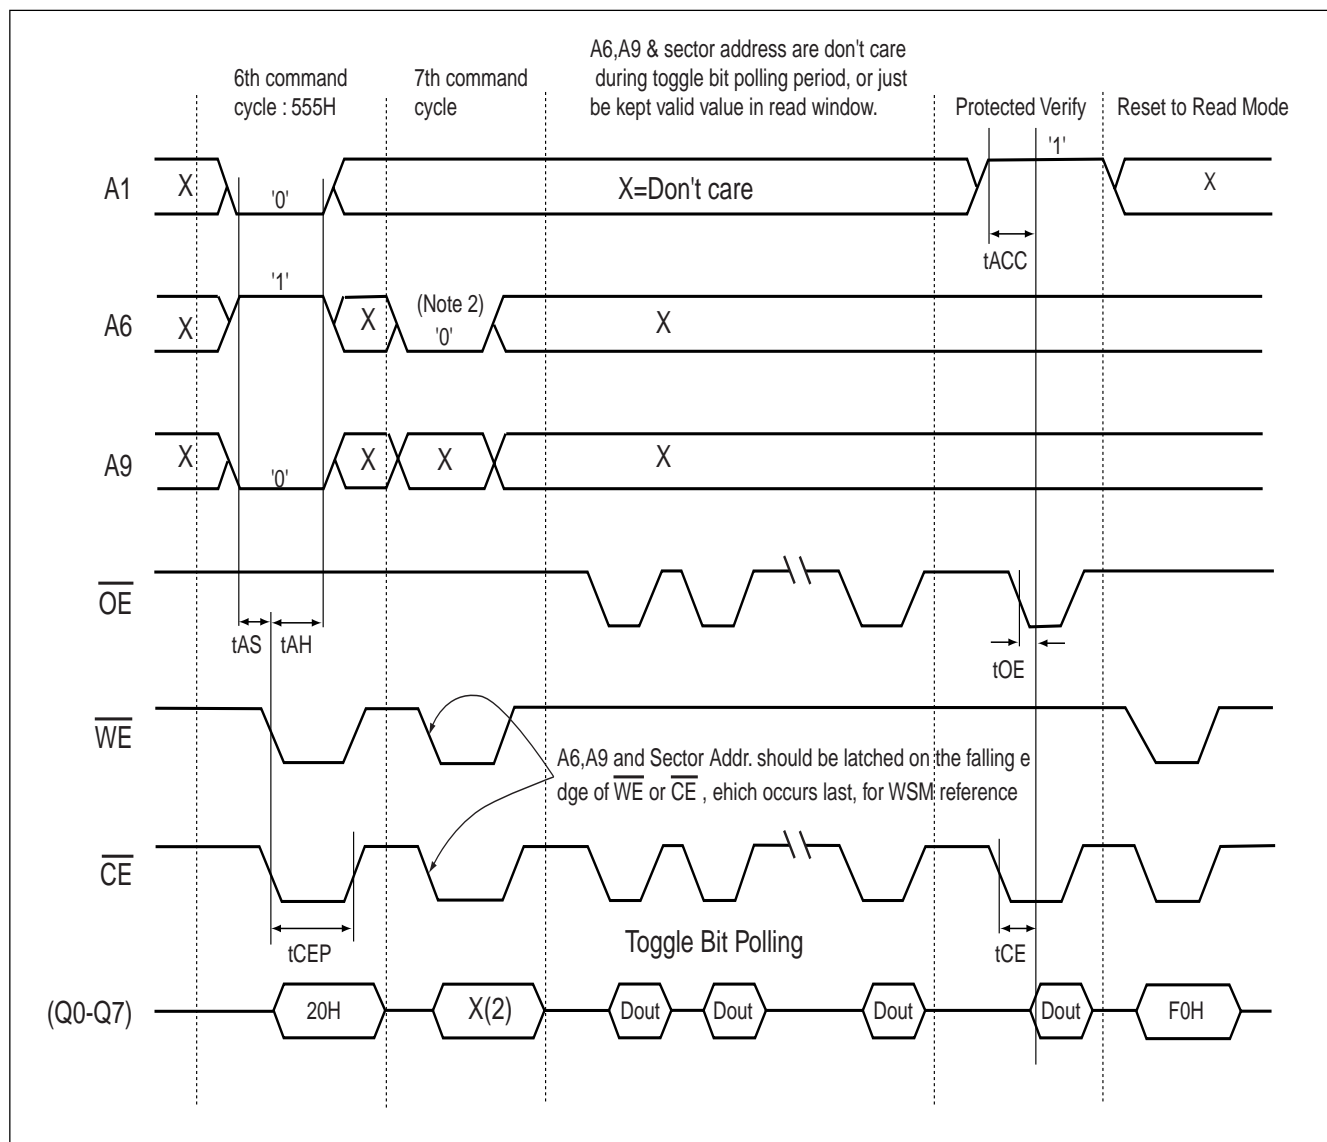 6th command
cycle : 555H
7th command
cycle
A6,A9 & sector address are don't care
during toggle bit polling period, or just
be kept valid value in read window.
Protected Verify
Reset to Read Mode
A1
X
'0'
X=Don't care
'1'
X
tACC
A6
X
'1'
X
(Note 2)
'0'
X
A9
X
'0'
X
X
X
OE
tAS
tAH
tOE
WE
A6,A9 and Sector Addr. should be latched on the falling e
dge of WE or CE , ehich occurs last, for WSM reference
CE
tCEP
Toggle Bit Polling
tCE
(Q0-Q7)
20H
X(2)
Dout
Dout
Dout
Dout
F0H